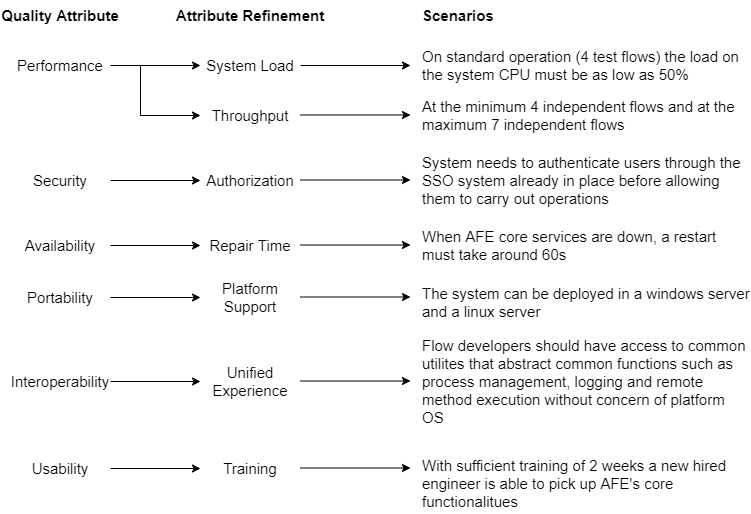 Quality Attribute
Attribute Refinement
Scenarios
Performance
System Load
On standard operation (4 test flows) the load on
the system CPU must be as low as 50%
Throughput
At the minimum 4 independent flows and at the
maximum 7 independent flows
Security
Authorization
System needs to authenticate users through the
SSO system already in place before allowing
them to carry out operations
Availability
Repair Time
When AFE core services are down, a restart
must take around 60s
Portability
Platform
Support
The system can be deployed in a windows server
and a linux server
Interoperability
Unified
Experience
Flow developers should have access to common
utilites that abstract common functions such as
process management, logging and remote
method execution without concern of platform
OS
Usability
Training
With sufficient training of 2 weeks a new hired
engineer is able to pick up AFE's core
functionalitues